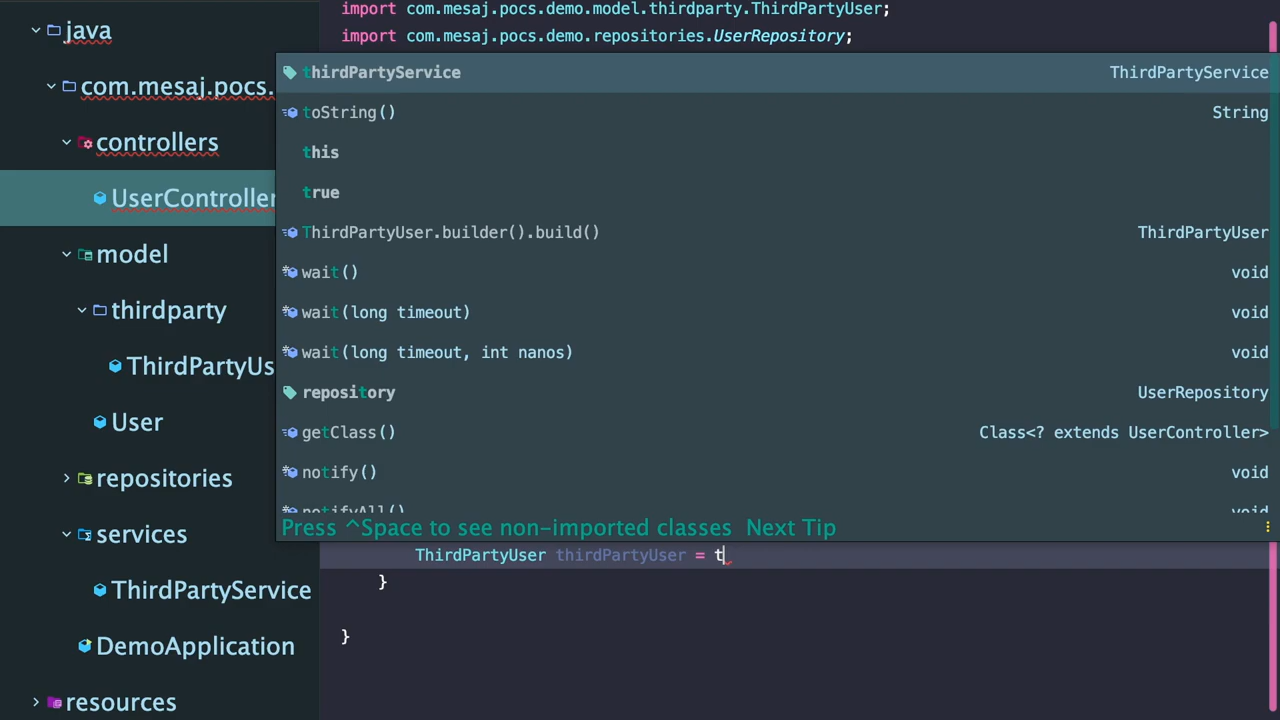 java
com.mesaj.pocs.
controllers
UserController
model
thirdparty
ThirdPartyUs
User
repositories
services
ThirdPartyService
DemoApplication
resources
import com.mesaj.pocs.demo.model.thirdparty.ThirdPartyUser;
import com.mesaj.pocs.demo.repositories.UserRepository;
thirdPartyService ThirdPartyService
toString() String
this
true
ThirdPartyUser.builder().build() ThirdPartyUser
wait() void
wait(long timeout) void
wait(long timeout, int nanos) void
repository UserRepository
getClass() Class<? extends UserController>
notify() void
notifyAll() void
Press ^Space to see non-imported classes Next Tip
ThirdPartyUser thirdPartyUser = t
}
}